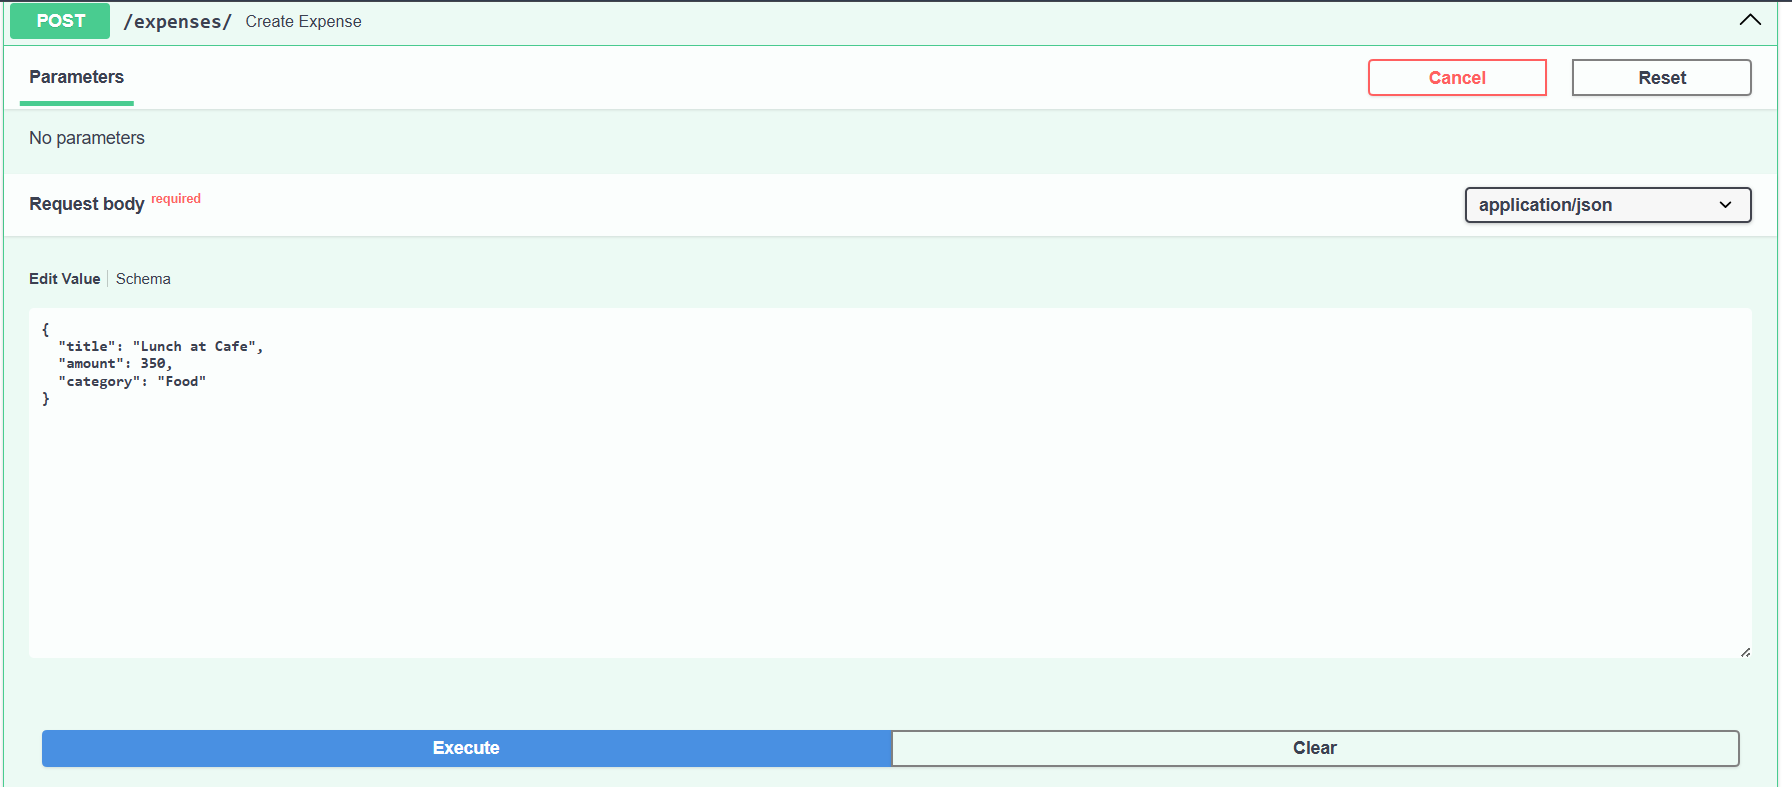 POST /expenses/ Create Expense
Parameters Cancel Reset
No parameters
Request body required application/json
Edit Value Schema
{
  "title": "Lunch at Cafe",
  "amount": 350,
  "category": "Food"
}
Execute Clear